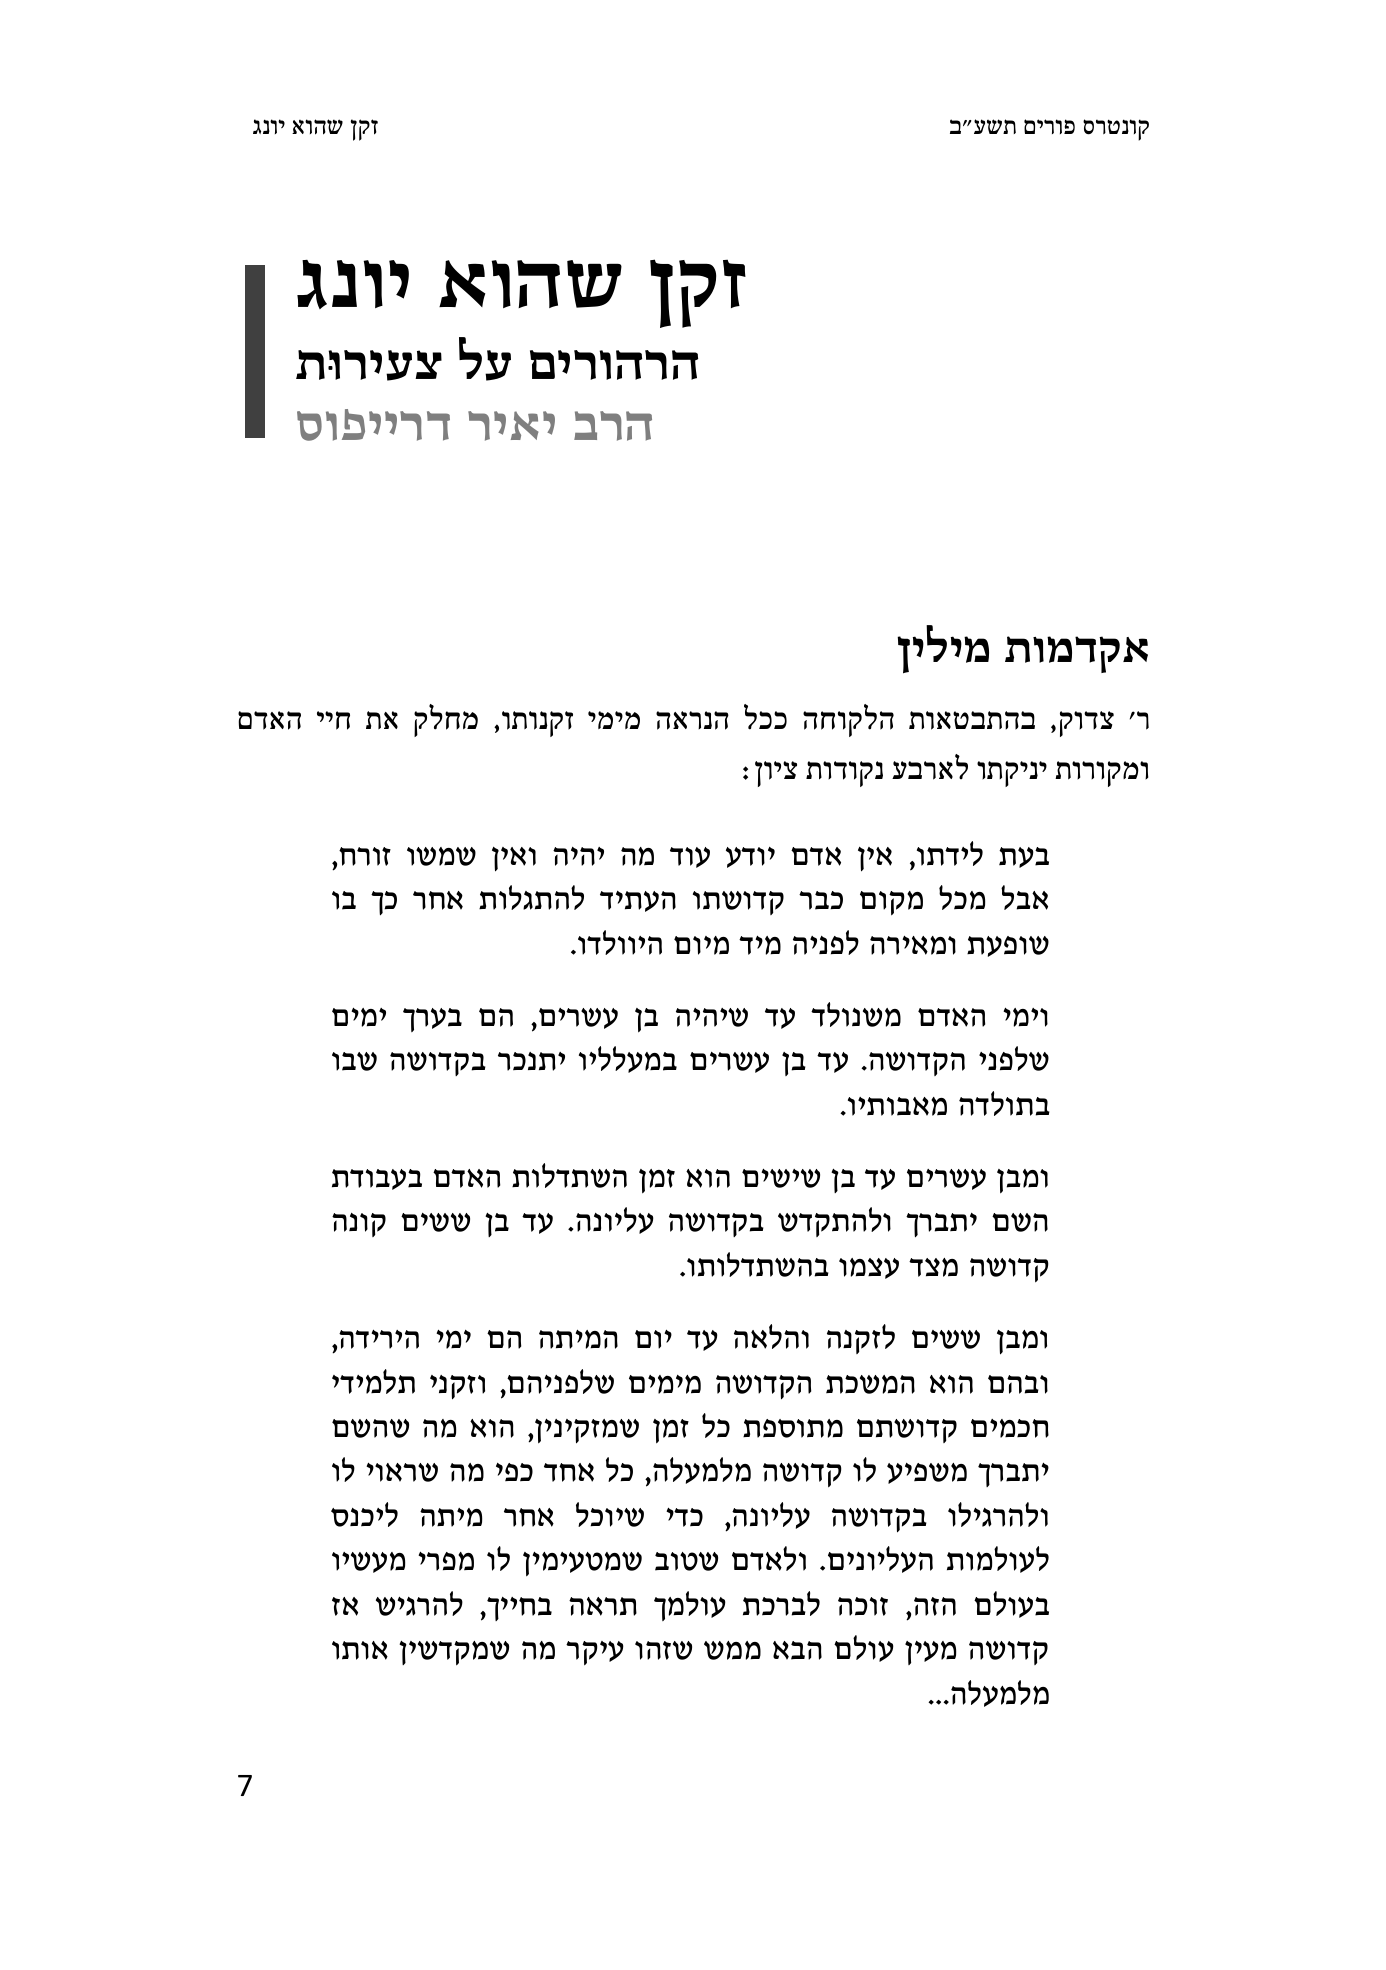 קונטרס פורים תשע״ב
זקן שהוא יונג
זקן שהוא יונג
הרהורים על צעירוּת
הרב יאיר דרייפוס
אקדמות מילין
ר׳ צדוק, בהתבטאות הלקוחה ככל הנראה מימי זקנותו, מחלק את חיי האדם
ומקורות יניקתו לארבע נקודות ציון:
בעת לידתו, אין אדם יודע עוד מה יהיה ואין שמשו זורח,
אבל מכל מקום כבר קדושתו העתיד להתגלות אחר כך בו
שופעת ומאירה לפניה מיד מיום היוולדו.
וימי האדם משנולד עד שיהיה בן עשרים, הם בערך ימים
שלפני הקדושה. עד בן עשרים במעלליו יתנכר בקדושה שבו
בתולדה מאבותיו.
ומבן עשרים עד בן שישים הוא זמן השתדלות האדם בעבודת
השם יתברך ולהתקדש בקדושה עליונה. עד בן ששים קונה
קדושה מצד עצמו בהשתדלותו.
ומבן ששים לזקנה והלאה עד יום המיתה הם ימי הירידה,
ובהם הוא המשכת הקדושה מימים שלפניהם, וזקני תלמידי
חכמים קדושתם מתוספת כל זמן שמזקינין, הוא מה שהשם
יתברך משפיע לו קדושה מלמעלה, כל אחד כפי מה שראוי לו
ולהרגילו בקדושה עליונה, כדי שיוכל אחר מיתה ליכנס
לעולמות העליונים. ולאדם שטוב שמטעימין לו מפרי מעשיו
בעולם הזה, זוכה לברכת עולמך תראה בחייך, להרגיש אז
קדושה מעין עולם הבא ממש שזהו עיקר מה שמקדשין אותו
מלמעלה...
7